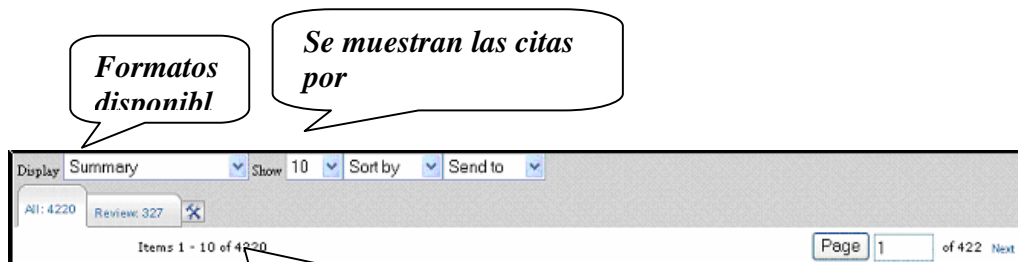 Formatos
disponibl
Se muestran las citas
por
Display Summary Show 10 Sort by Send to
All: 4220 Review: 327
Items 1 - 10 of 4220 Page 1 of 422 Next